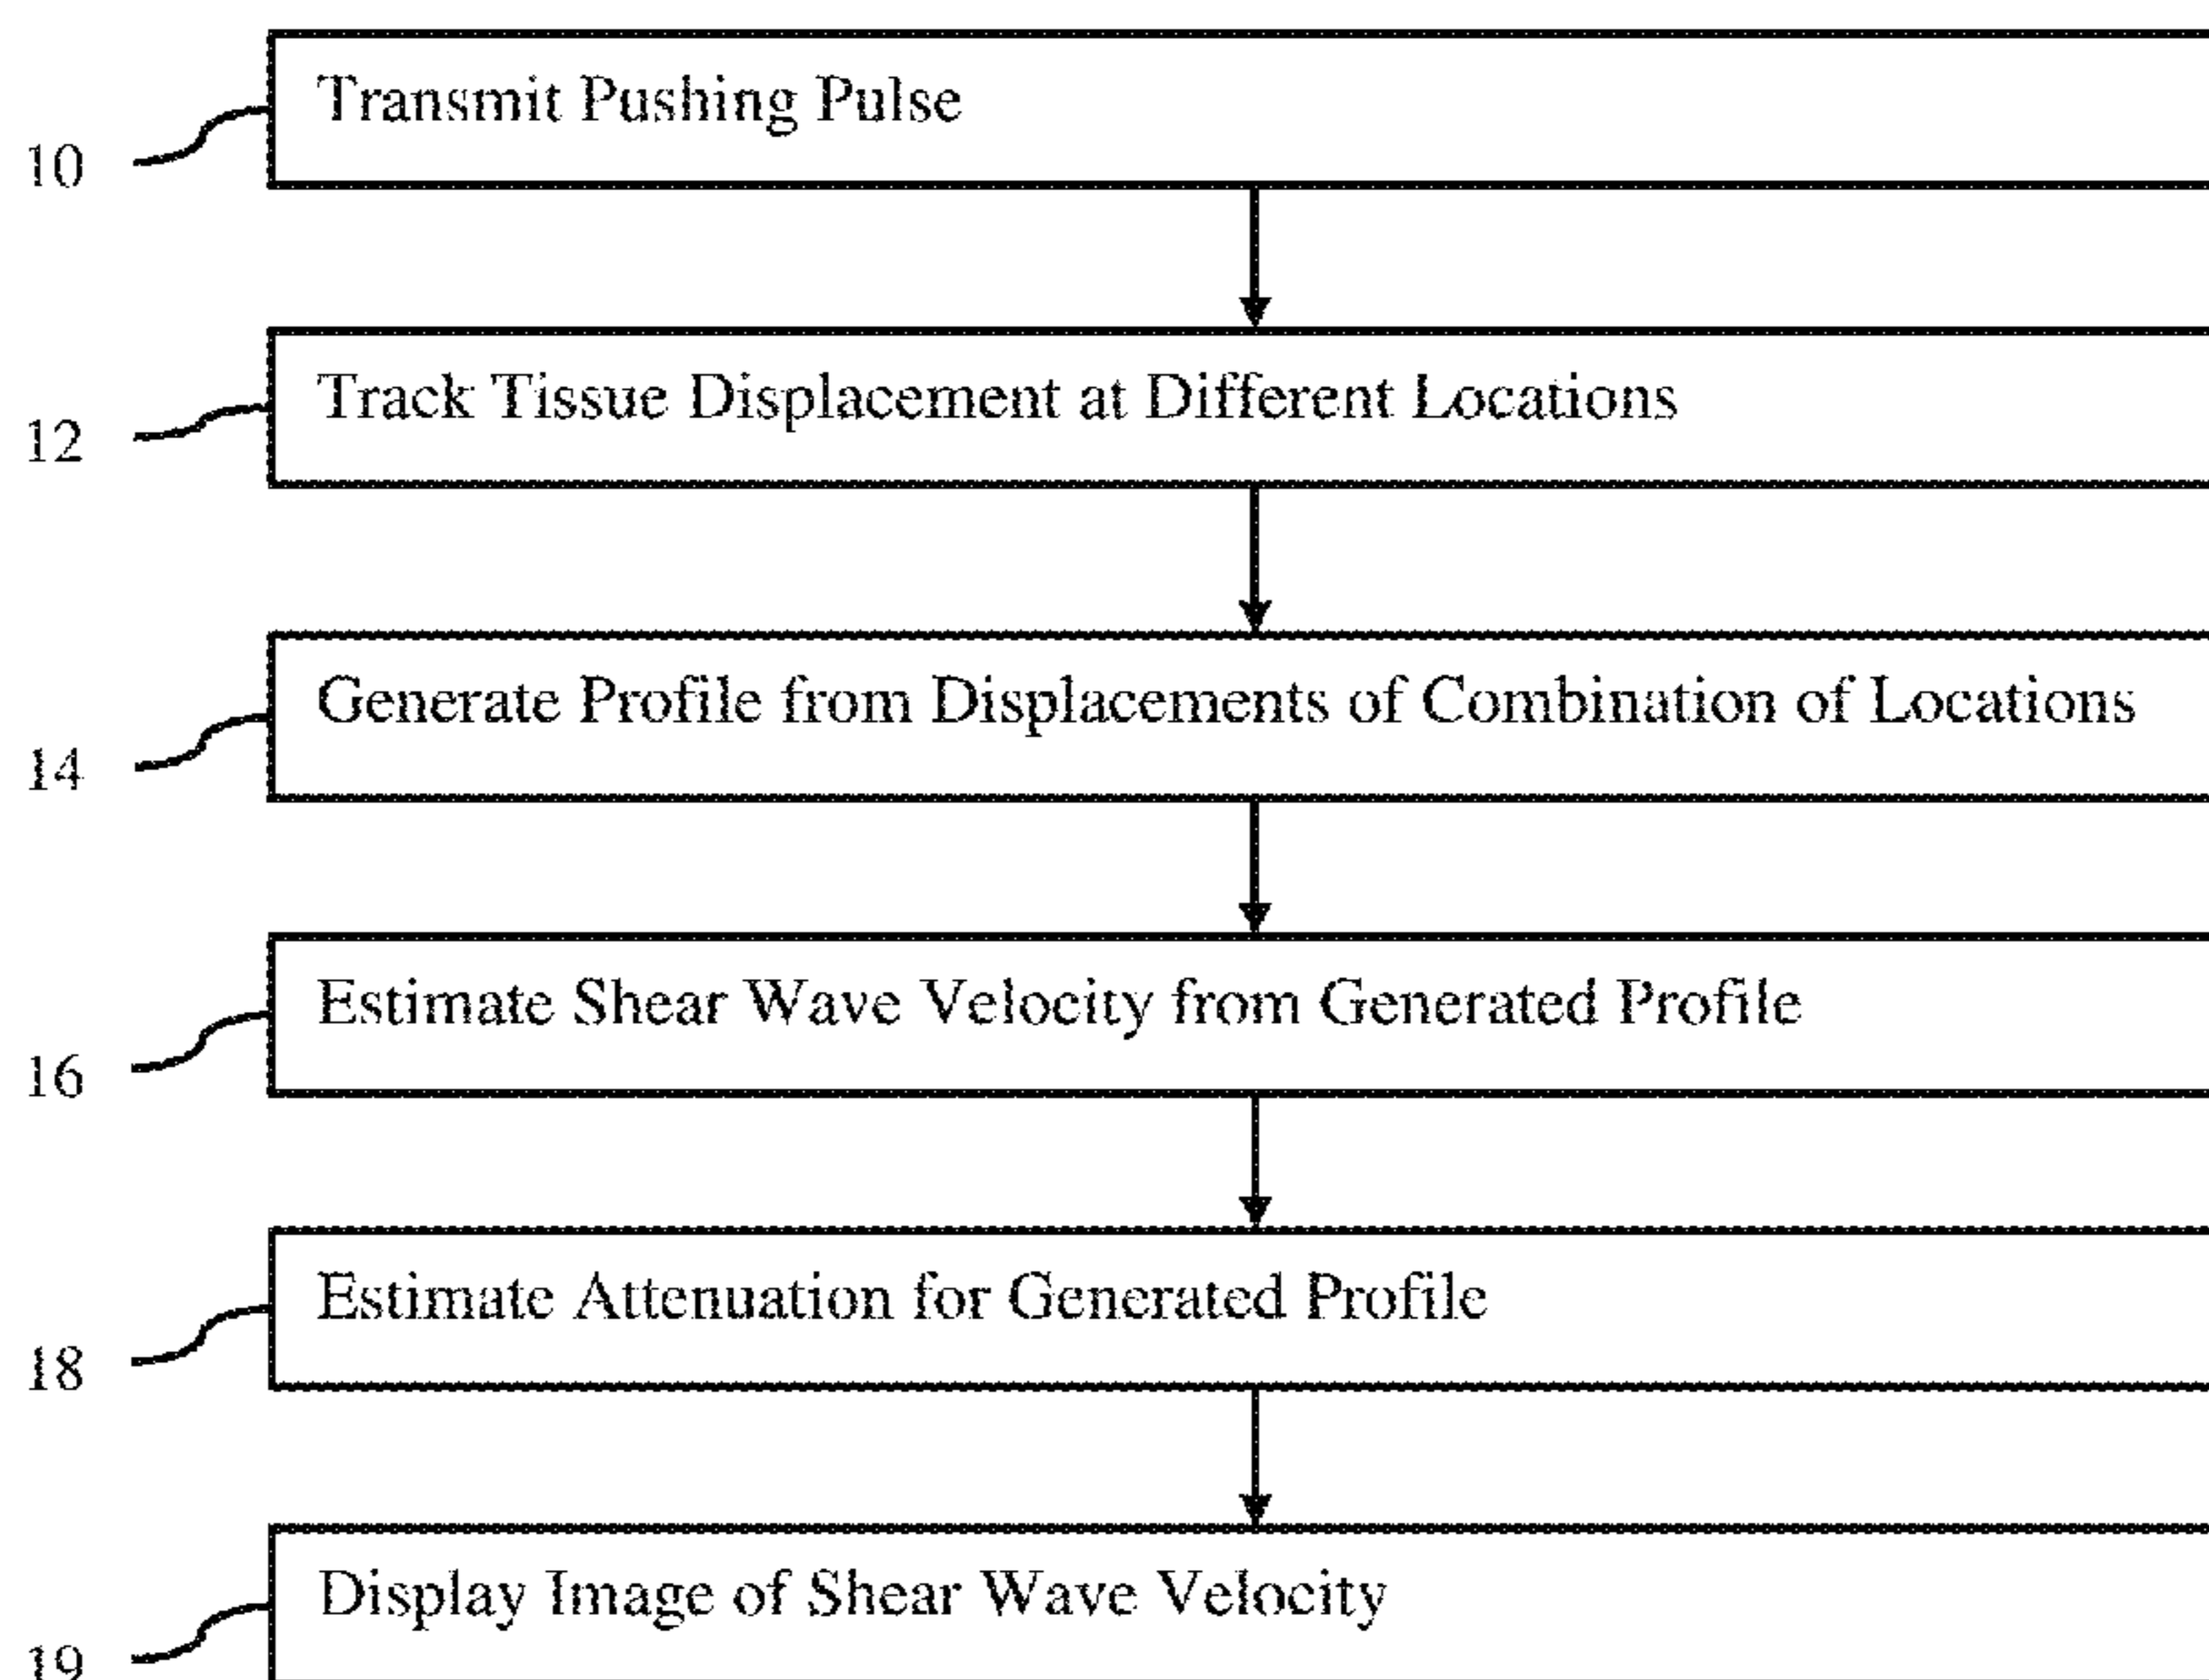 Transmit Pushing Pulse
10
Track Tissue Displacement at Different Locations
12
Generate Profile from Displacements of Combination of Locations
14
Estimate Shear Wave Velocity from Generated Profile
16
Estimate Attenuation for Generated Profile
18
Display Image of Shear Wave Velocity
19